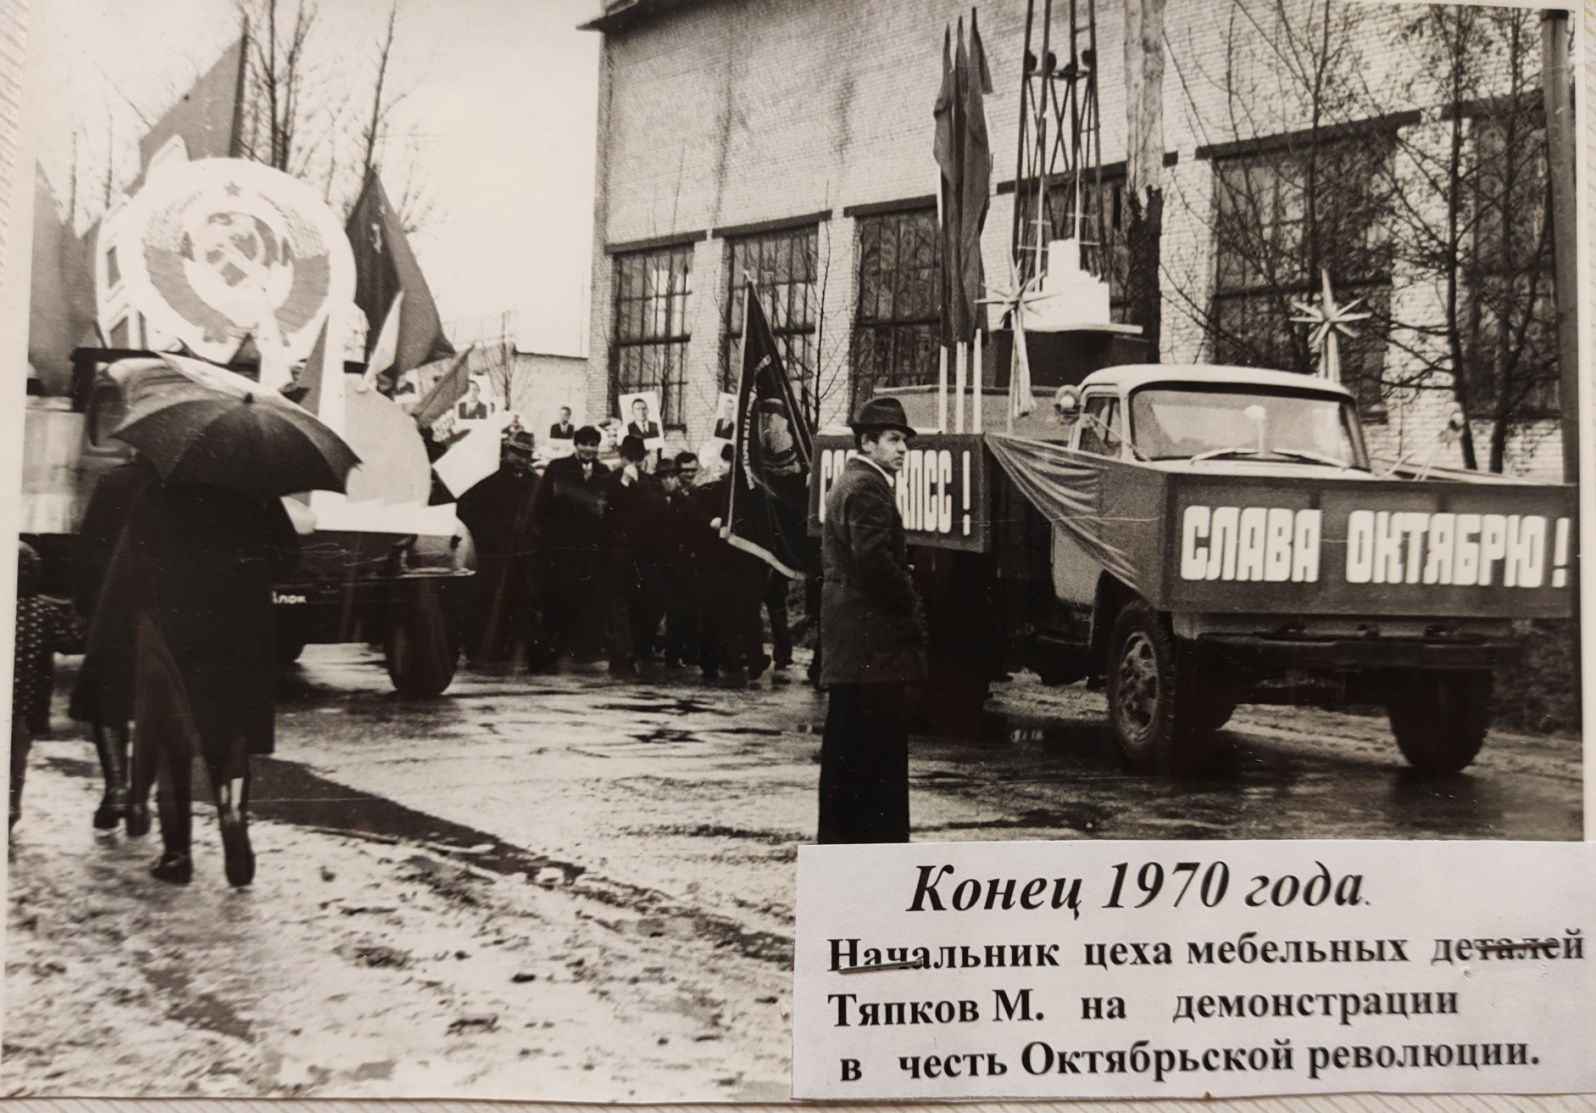 КПСС!
СЛАВА ОКТЯБРЮ!
Конец 1970 года.
Начальник цеха мебельных деталей
Тяпков М. на демонстрации
в честь Октябрьской революции.